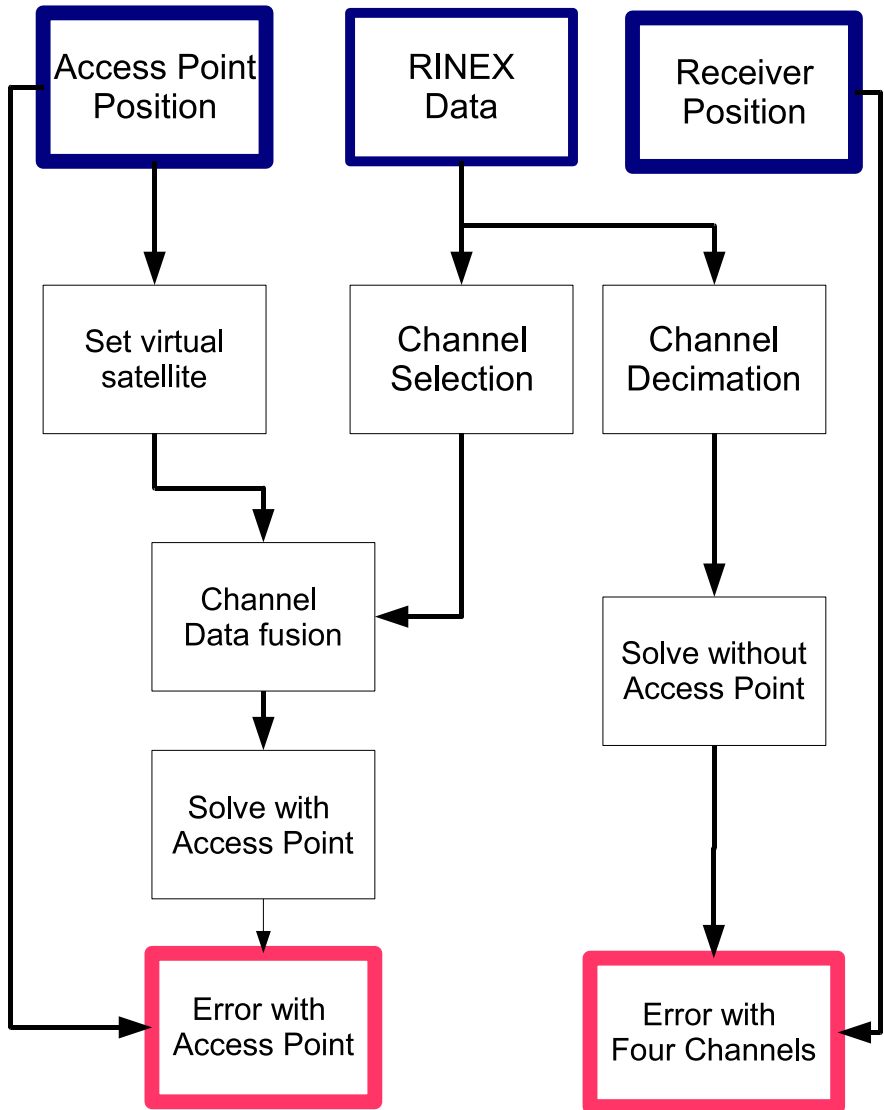 Access Point
Position
RINEX
Data
Receiver
Position
Set virtual
satellite
Channel
Selection
Channel
Decimation
Channel
Data fusion
Solve without
Access Point
Solve with
Access Point
Error with
Access Point
Error with
Four Channels